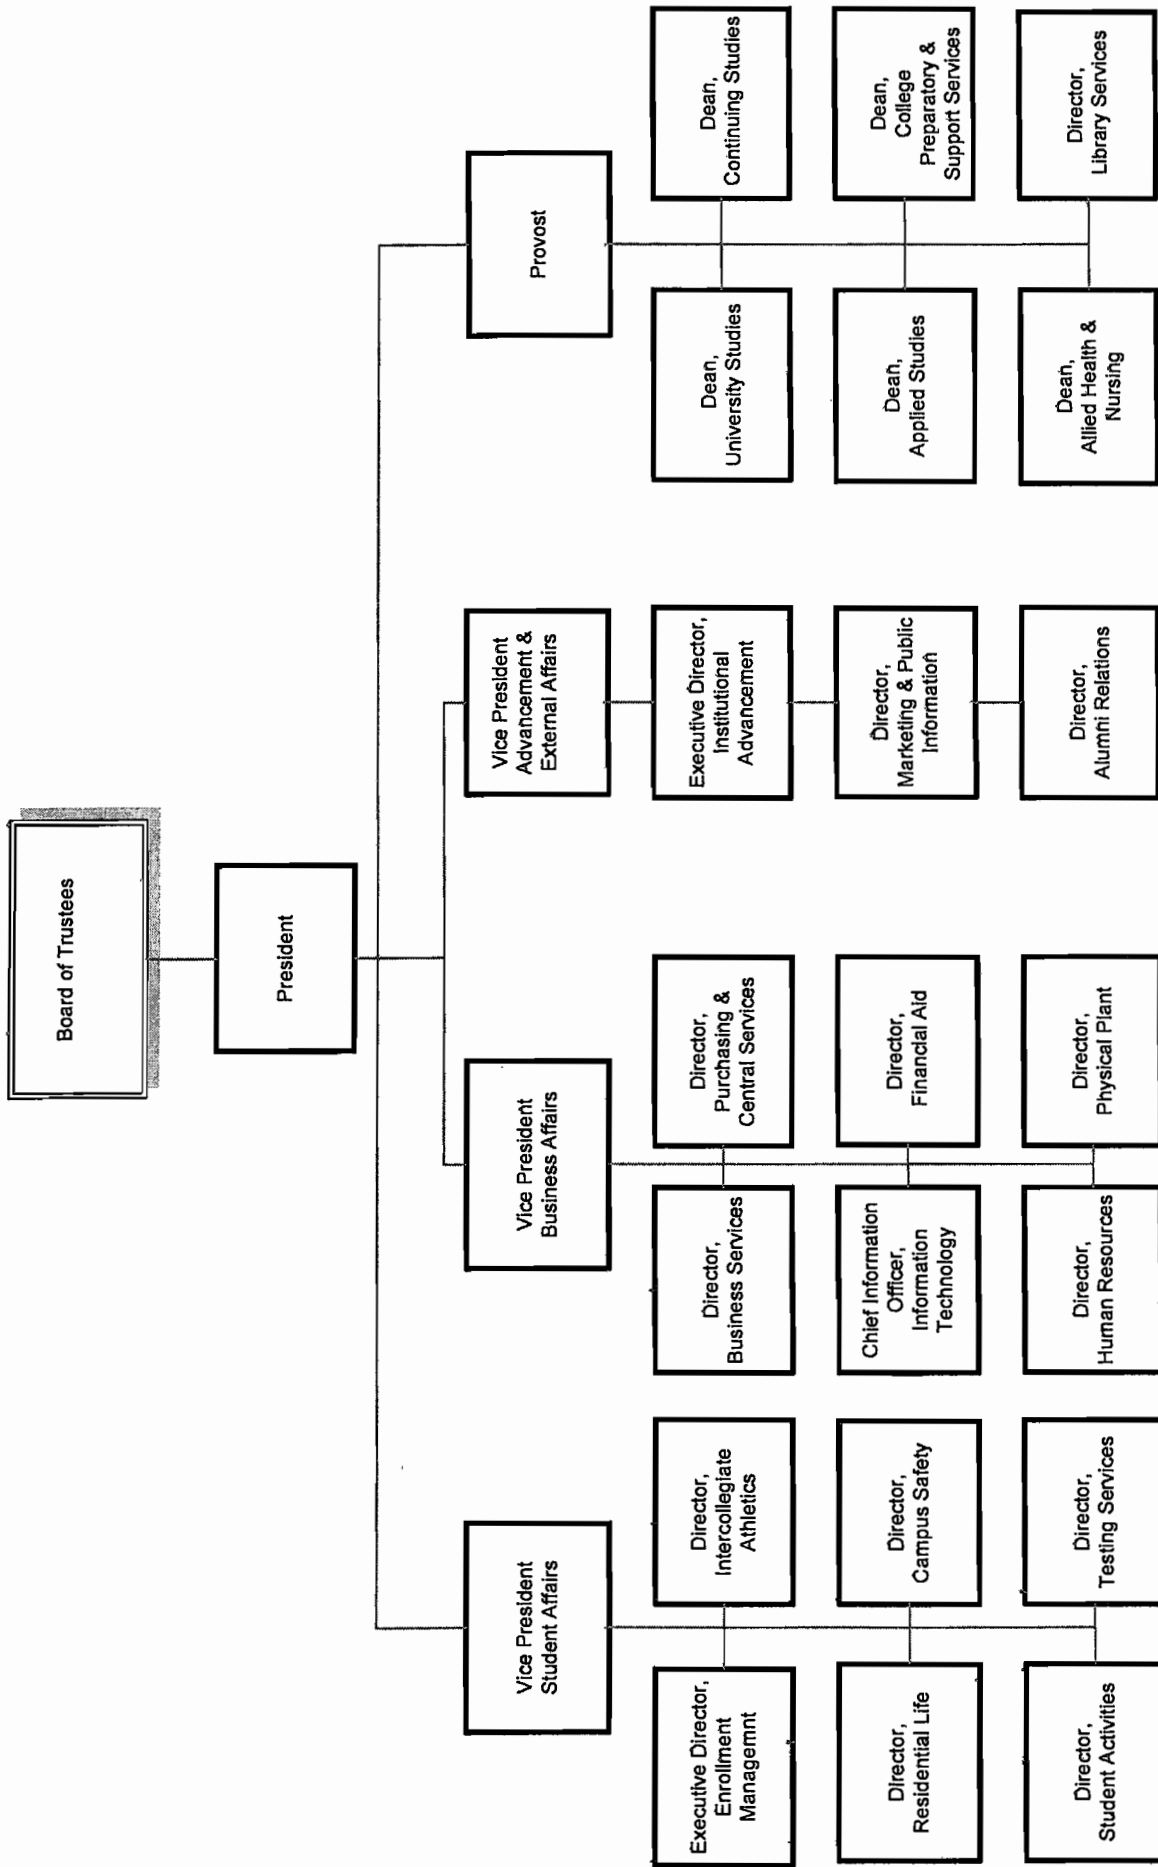 Board of Trustees
President
Vice President
Student Affairs
Vice President
Business Affairs
Vice President
Advancement &
External Affairs
Provost
Executive Director,
Enrollment
Managemnt
Director,
Intercollegiate
Athletics
Director,
Business Services
Director,
Purchasing &
Central Services
Executive Director,
Institutional
Advancement
Dean,
University Studies
Dean,
Continuing Studies
Director,
Residential Life
Director,
Campus Safety
Chief Information
Officer,
Information
Technology
Director,
Financial Aid
Director,
Marketing & Public
Information
Dean,
Applied Studies
Dean,
College
Preparatory &
Support Services
Director,
Student Activities
Director,
Testing Services
Director,
Human Resources
Director,
Physical Plant
Director,
Alumni Relations
Dean,
Allied Health &
Nursing
Director,
Library Services